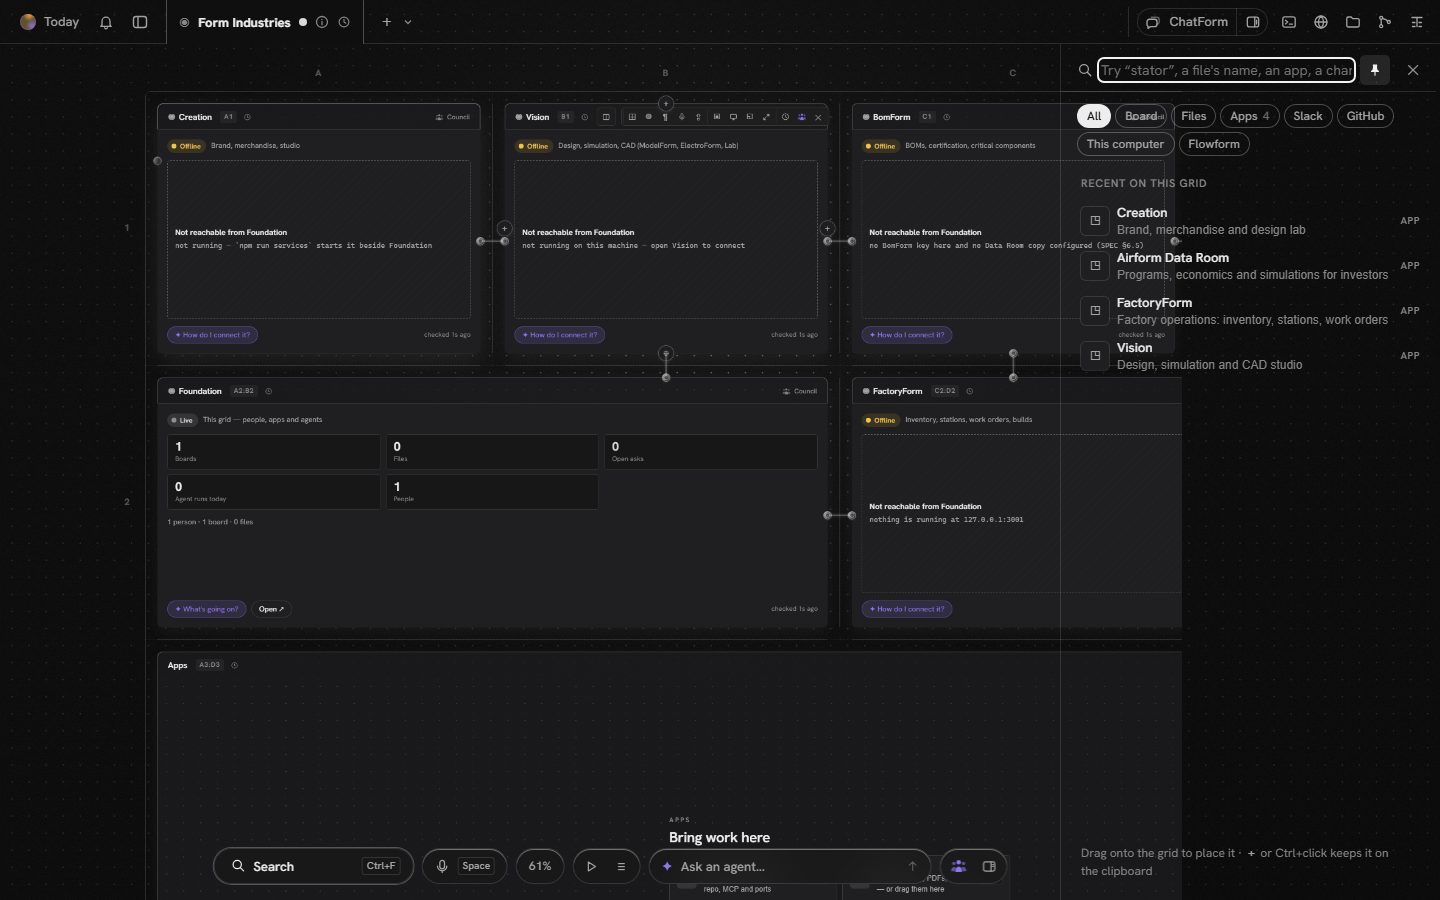 Today
Form Industries
ChatForm
A
B
C
Try “stator”, a file's name, an app, a char
All
Board
Files
Apps 4
Slack
GitHub
This computer
Flowform
RECENT ON THIS GRID
Creation
Brand, merchandise and design lab
APP
Airform Data Room
Programs, economics and simulations for investors
APP
FactoryForm
Factory operations: inventory, stations, work orders
APP
Vision
Design, simulation and CAD studio
APP
1
Creation A1
Council
Offline Brand, merchandise, studio
Not reachable from Foundation
not running — `npm run services` starts it beside Foundation
How do I connect it?
checked 1s ago
Vision B1
Offline Design, simulation, CAD (ModelForm, ElectroForm, Lab)
Not reachable from Foundation
not running on this machine — open Vision to connect
How do I connect it?
BomForm C1
Offline BOMs, certification, critical components
Not reachable from Foundation
no BomForm key here and no Data Room copy configured (SPEC §6.5)
How do I connect it?
checked 1s ago
2
Foundation A2:B2
Council
Live This grid — people, apps and agents
1
Boards
0
Files
0
Open asks
0
Agent runs today
1
People
1 person · 1 board · 0 files
What's going on?
Open ↗
checked 1s ago
FactoryForm C2:D2
Offline Inventory, stations, work orders, builds
Not reachable from Foundation
nothing is running at 127.0.0.1:3001
How do I connect it?
Apps A3:D3
APPS
Bring work here
Search Ctrl+F
Space
61%
Ask an agent...
repo, MCP and ports
— or drag them here
Drag onto the grid to place it · + or Ctrl+click keeps it on
the clipboard